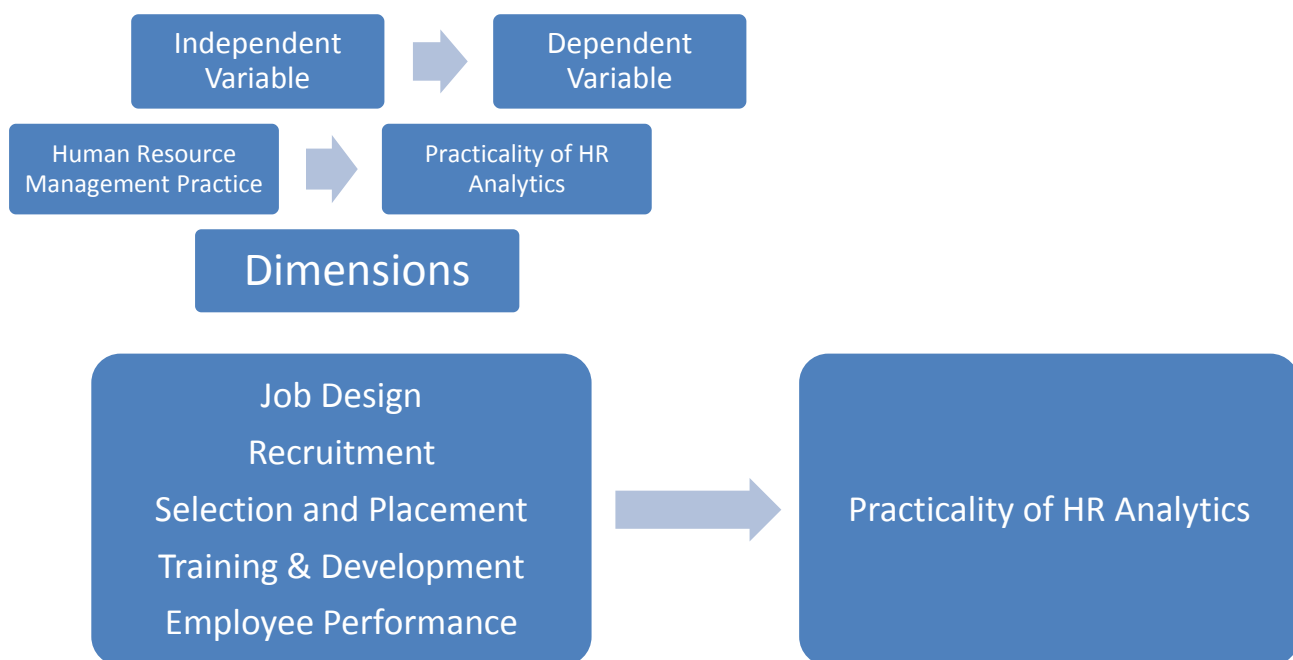 Independent
Variable
Dependent
Variable
Human Resource
Management Practice
Practicality of HR
Analytics
Dimensions
Job Design
Recruitment
Selection and Placement
Training & Development
Employee Performance
Practicality of HR Analytics